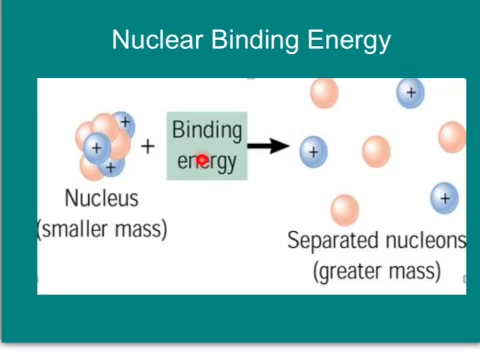 Nuclear Binding Energy
+ + + + Binding energy + +
Nucleus
(smaller mass)
+
Separated nucleons
(greater mass)